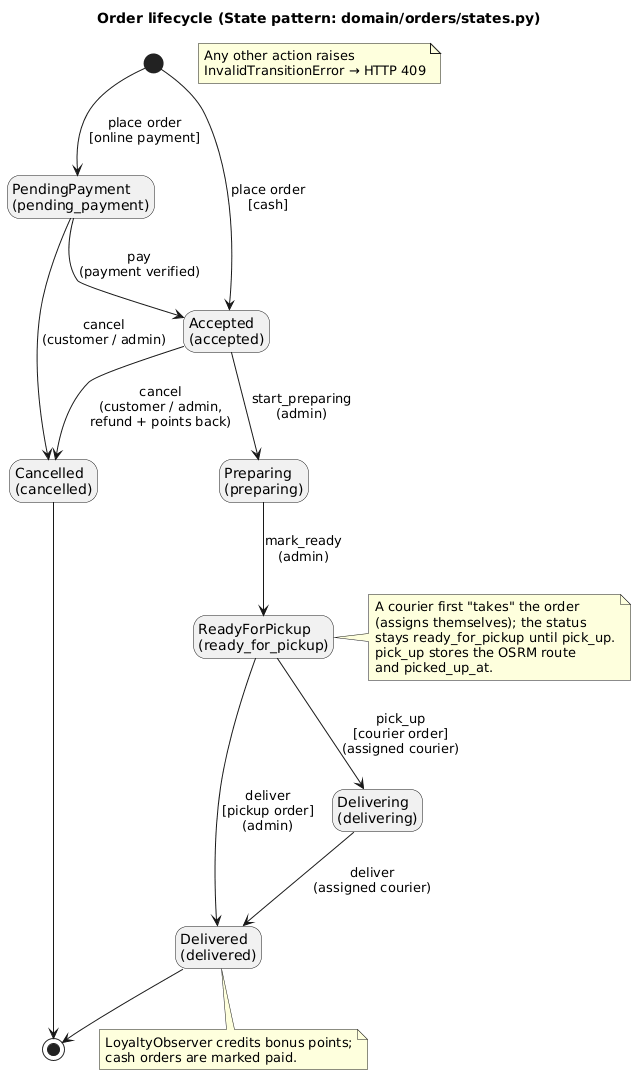 Order lifecycle (State pattern: domain/orders/states.py)
Any other action raises
InvalidTransitionError → HTTP 409
place order
[online payment]
PendingPayment
(pending_payment)
place order
[cash]
pay
(payment verified)
Accepted
(accepted)
cancel
(customer / admin)
cancel
(customer / admin,
refund + points back)
start_preparing
(admin)
Cancelled
(cancelled)
Preparing
(preparing)
mark_ready
(admin)
ReadyForPickup
(ready_for_pickup)
A courier first "takes" the order
(assigns themselves); the status
stays ready_for_pickup until pick_up.
pick_up stores the OSRM route
and picked_up_at.
pick_up
[courier order]
(assigned courier)
deliver
[pickup order]
(admin)
Delivering
(delivering)
deliver
(assigned courier)
Delivered
(delivered)
LoyaltyObserver credits bonus points;
cash orders are marked paid.